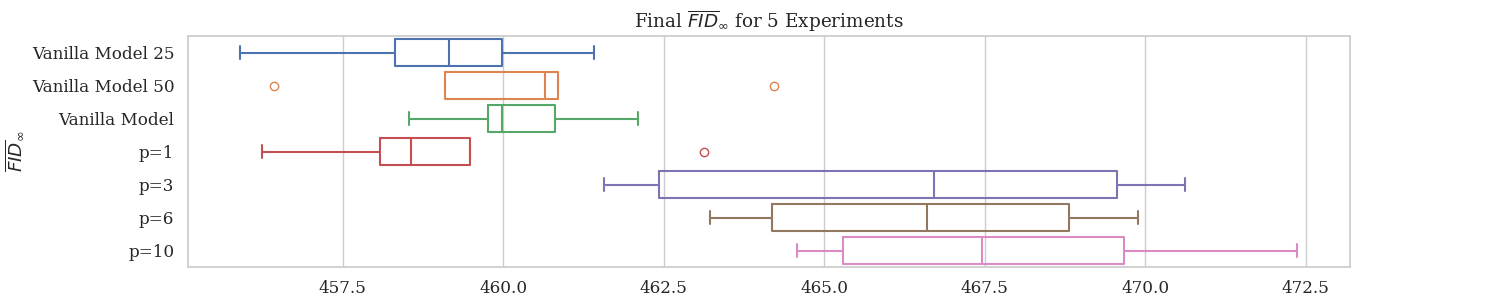 Final $\overline{FID}_\infty$ for 5 Experiments
Vanilla Model 25
Vanilla Model 50
Vanilla Model
p=1
p=3
p=6
p=10
$\overline{FID}_\infty$
457.5 460.0 462.5 465.0 467.5 470.0 472.5